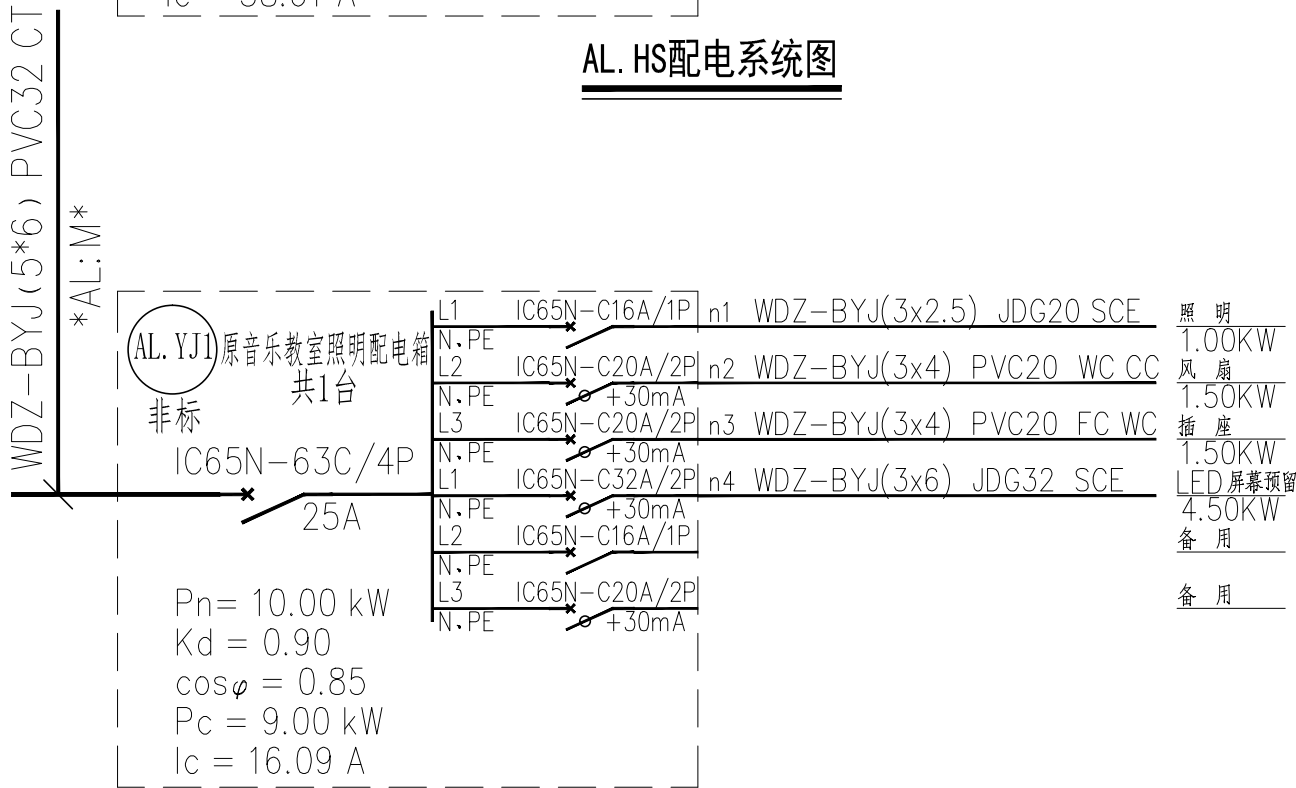 AL.HS配电系统图
WDZ-BYJ(5*6) PVC32 CT
*AL:M*
AL.YJ1
原音乐教室照明配电箱
共1台
非标
IC65N-63C/4P
25A
L1 IC65N-C16A/1P n1 WDZ-BYJ(3x2.5) JDG20 SCE 照 明
N.PE 1.00KW
L2 IC65N-C20A/2P n2 WDZ-BYJ(3x4) PVC20 WC CC 风 扇
N.PE +30mA 1.50KW
L3 IC65N-C20A/2P n3 WDZ-BYJ(3x4) PVC20 FC WC 插 座
N.PE +30mA 1.50KW
L1 IC65N-C32A/2P n4 WDZ-BYJ(3x6) JDG32 SCE LED屏幕预留
N.PE +30mA 4.50KW
L2 IC65N-C16A/1P 备 用
N.PE
L3 IC65N-C20A/2P 备 用
N.PE +30mA
Pn= 10.00 kW
Kd = 0.90
cosφ = 0.85
Pc = 9.00 kW
Ic = 16.09 A